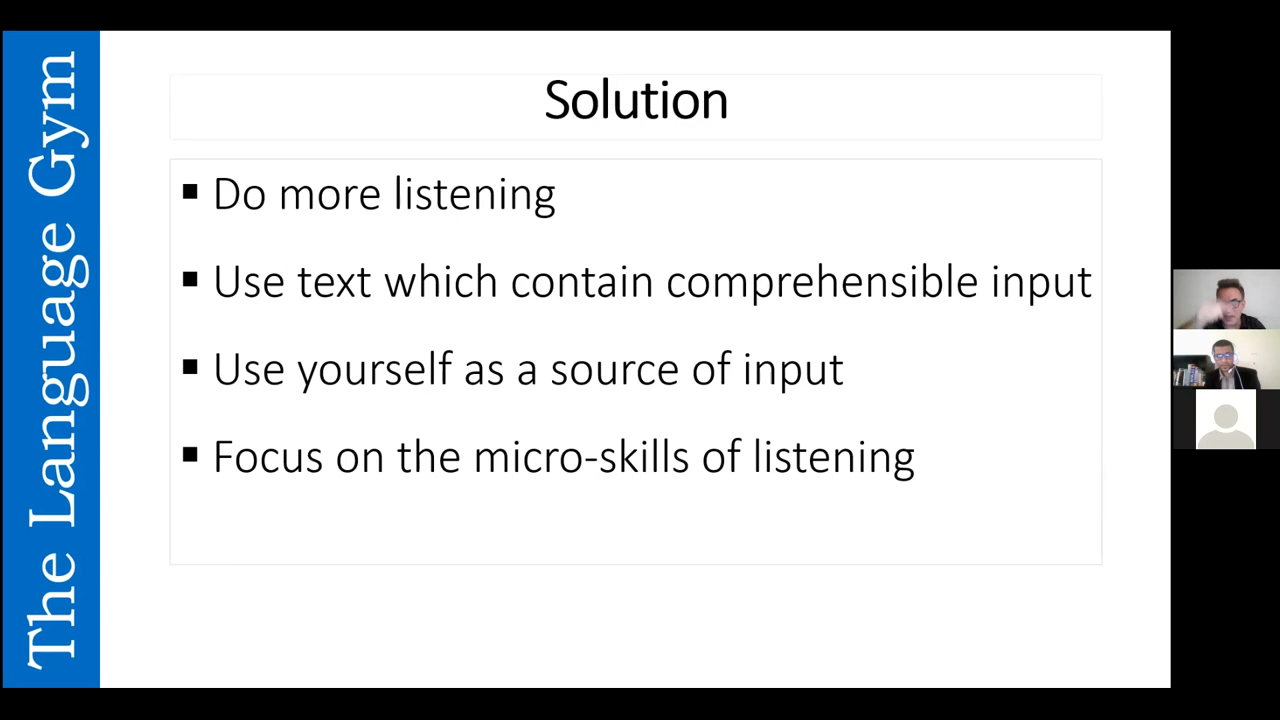 The Language Gym
Solution
▪ Do more listening
▪ Use text which contain comprehensible input
▪ Use yourself as a source of input
▪ Focus on the micro-skills of listening